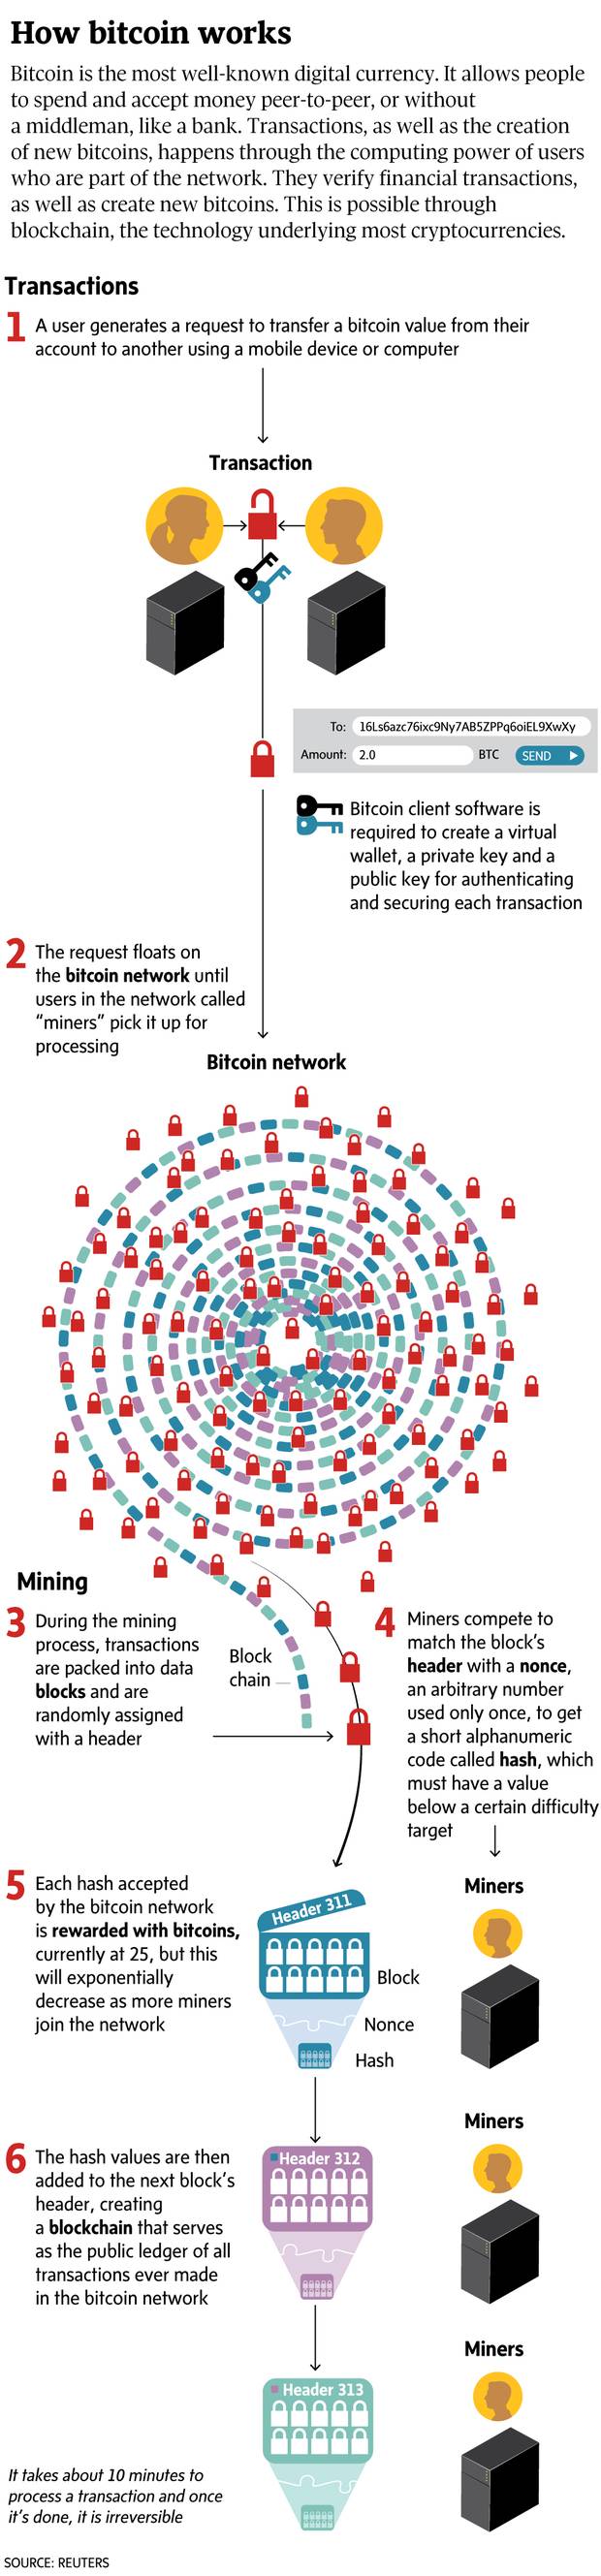 How bitcoin works
Bitcoin is the most well-known digital currency. It allows people
to spend and accept money peer-to-peer, or without
a middleman, like a bank. Transactions, as well as the creation
of new bitcoins, happens through the computing power of users
who are part of the network. They verify financial transactions,
as well as create new bitcoins. This is possible through
blockchain, the technology underlying most cryptocurrencies.
Transactions
1 A user generates a request to transfer a bitcoin value from their
account to another using a mobile device or computer
Transaction
To: 16Ls6azc76ixc9Ny7AB5ZPPq6oiEL9XwXy
Amount: 2.0 BTC SEND
Bitcoin client software is
required to create a virtual
wallet, a private key and a
public key for authenticating
and securing each transaction
2 The request floats on
the bitcoin network until
users in the network called
“miners” pick it up for
processing
Bitcoin network
Mining
3 During the mining
process, transactions
are packed into data
blocks and are
randomly assigned
with a header
Block
chain
4 Miners compete to
match the block’s
header with a nonce,
an arbitrary number
used only once, to get
a short alphanumeric
code called hash, which
must have a value
below a certain difficulty
target
5 Each hash accepted
by the bitcoin network
is rewarded with bitcoins,
currently at 25, but this
will exponentially
decrease as more miners
join the network
Header 311
Block
Nonce
Hash
Miners
6 The hash values are then
added to the next block’s
header, creating
a blockchain that serves
as the public ledger of all
transactions ever made
in the bitcoin network
Header 312
Miners
Header 313
Miners
It takes about 10 minutes to
process a transaction and once
it’s done, it is irreversible
SOURCE: REUTERS